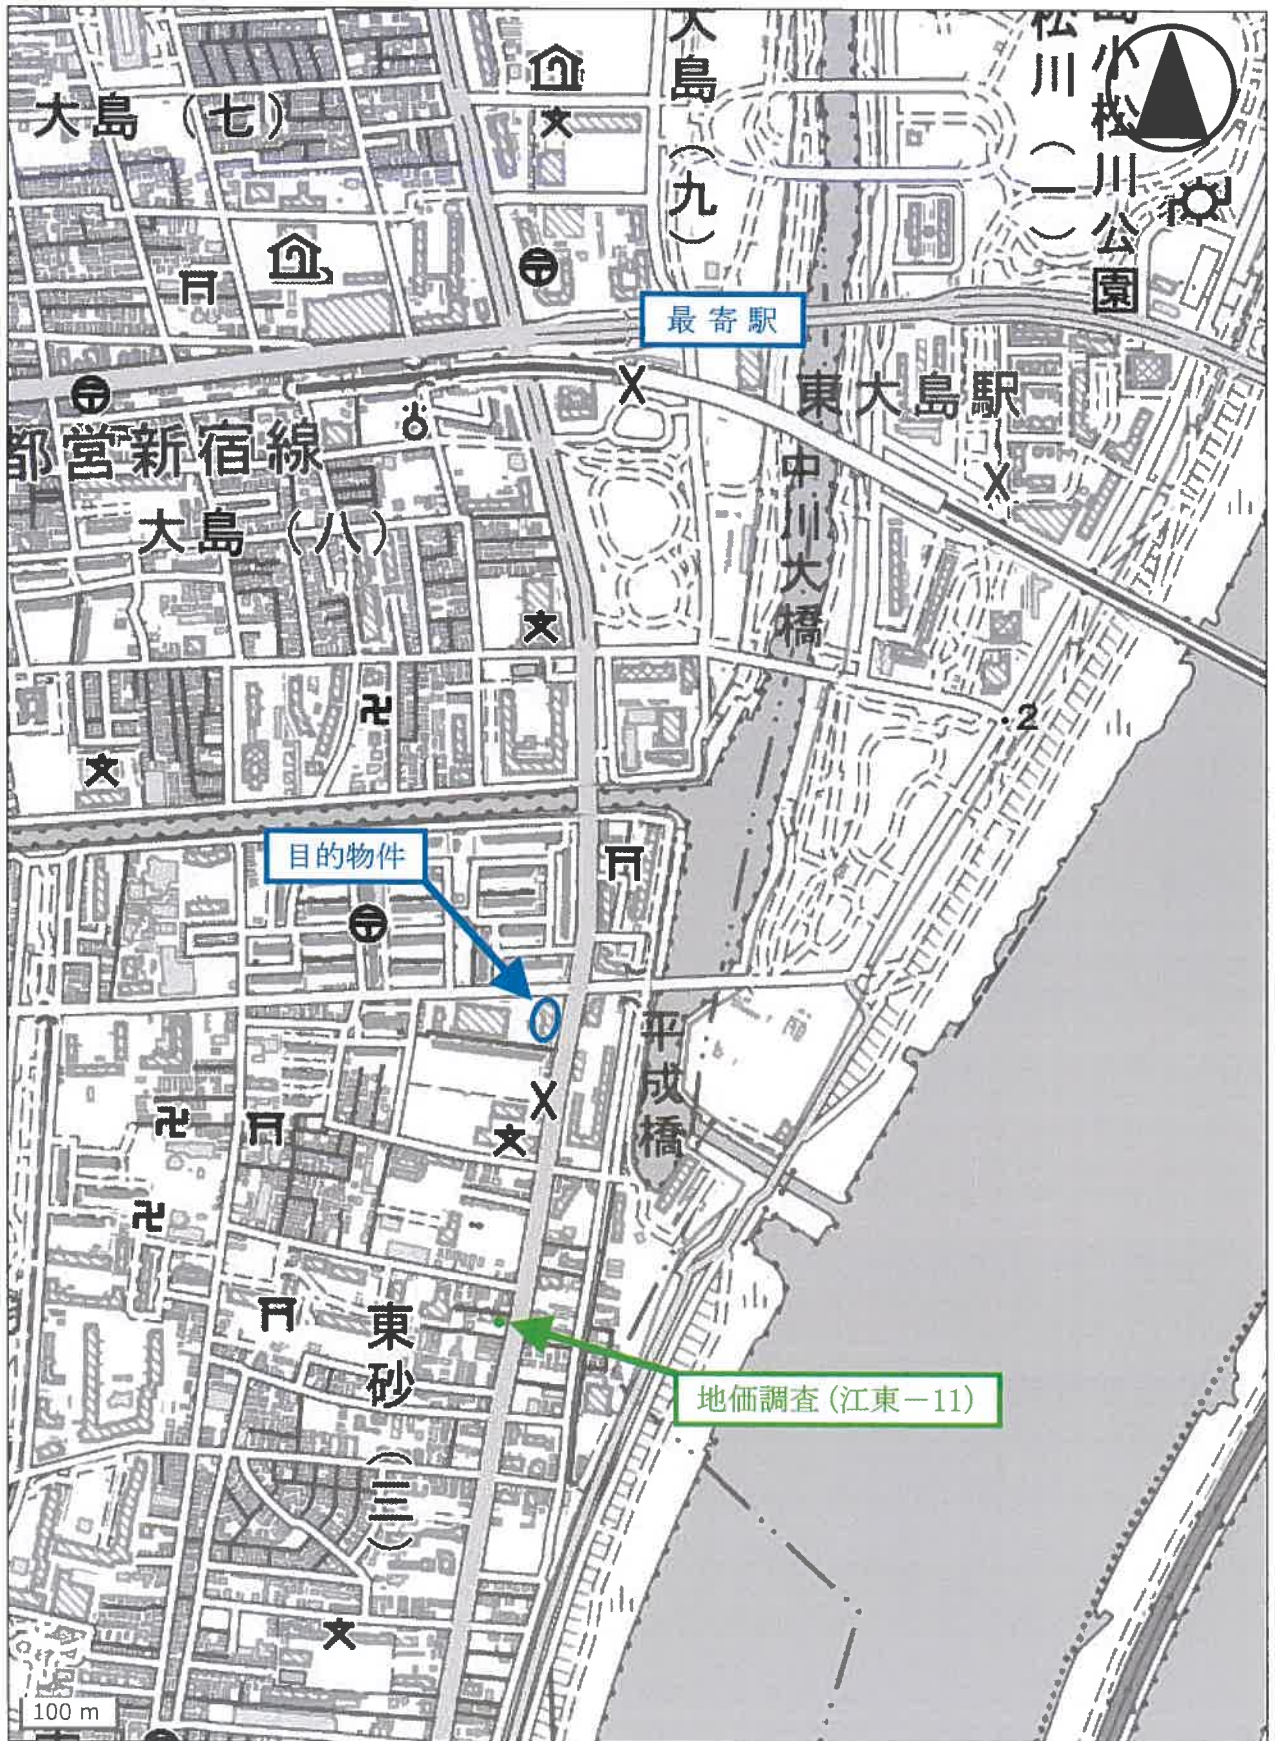 大島（七）
大島（九）
松川（一）
島小松川公園
最寄駅
東大島駅
都営新宿線
中川大橋
大島（八）
2
目的物件
平成橋
東砂（三）
地価調査（江東－11）
100 m